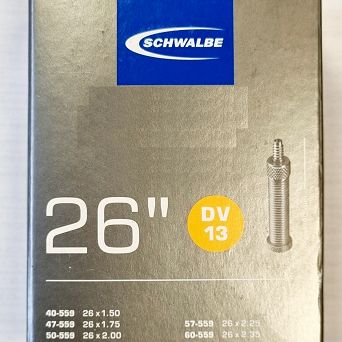 SCHWALBE
26"
DV
13
40-559 26 x 1.50
47-559 26 x 1.75
50-559 26 x 2.00
57-559 26 x 2.25
60-559 26 x 2.35